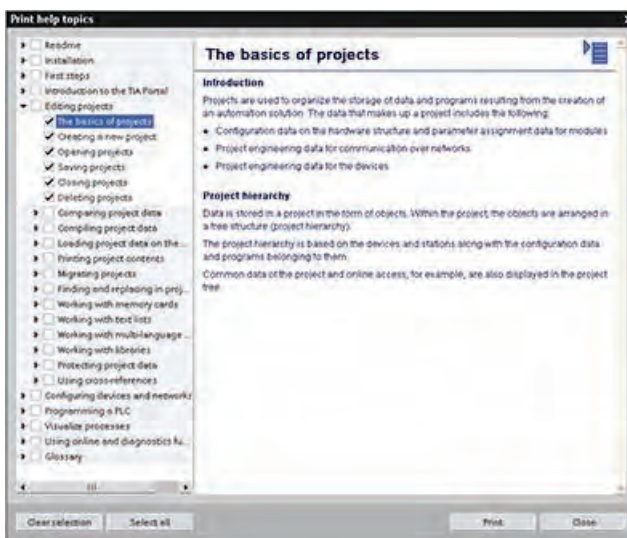 Print help topics
Readme
Installation
First steps
Introduction to the TIA Portal
Editing projects
The basics of projects
Creating a new project
Opening projects
Saving projects
Closing projects
Deleting projects
Comparing project data
Compiling project data
Loading project data on the...
Printing project contents
Migrating projects
Finding and replacing in proj...
Working with memory cards
Working with text lists
Working with multi-language ...
Working with libraries
Protecting project data
Using cross-references
Configuring devices and networks
Programming a PLC
Visualize processes
Using online and diagnostics fu...
Glossary
The basics of projects
Introduction
Projects are used to organize the storage of data and programs resulting from the creation of
an automation solution. The data that makes up a project includes the following:
• Configuration data on the hardware structure and parameter assignment data for modules
• Project engineering data for communication over networks
• Project engineering data for the devices
Project hierarchy
Data is stored in a project in the form of objects. Within the project, the objects are arranged in
a tree structure (project hierarchy).
The project hierarchy is based on the devices and stations along with the configuration data
and programs belonging to them.
Common data of the project and online access, for example, are also displayed in the project
tree.
Clear selection
Select all
Print
Close